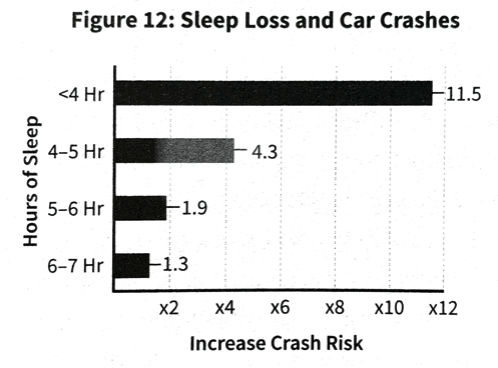 Figure 12: Sleep Loss and Car Crashes
Hours of Sleep
<4 Hr 11.5
4–5 Hr 4.3
5–6 Hr 1.9
6–7 Hr 1.3
x2 x4 x6 x8 x10 x12
Increase Crash Risk